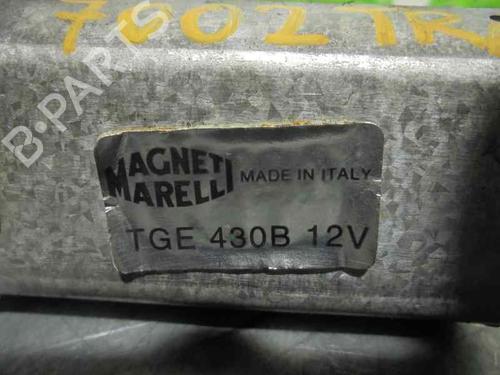 B-PARTS
MAGNETI
MARELLI
MADE IN ITALY
TGE 430B 12V